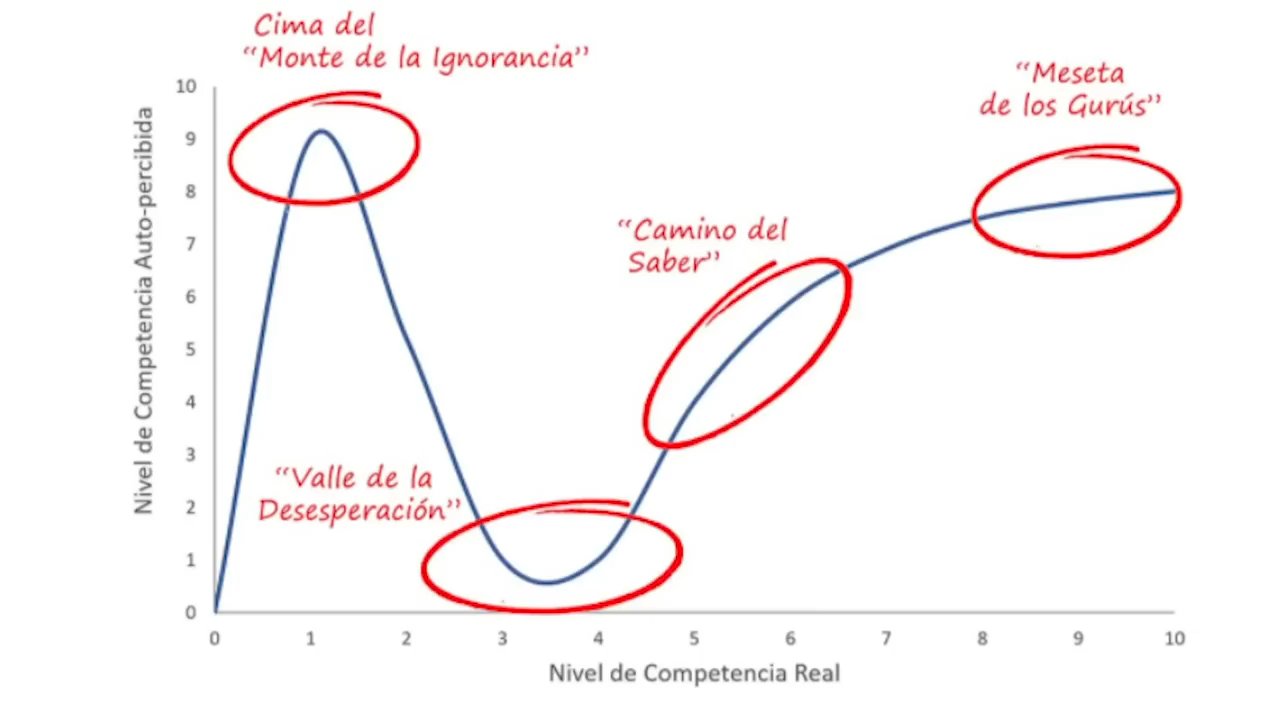 Cima del
“Monte de la Ignorancia”
“Meseta
de los Gurús”
“Camino del
Saber”
“Valle de la
Desesperación”
Nivel de Competencia Auto-percibida
10
9
8
7
6
5
4
3
2
1
0
0 1 2 3 4 5 6 7 8 9 10
Nivel de Competencia Real